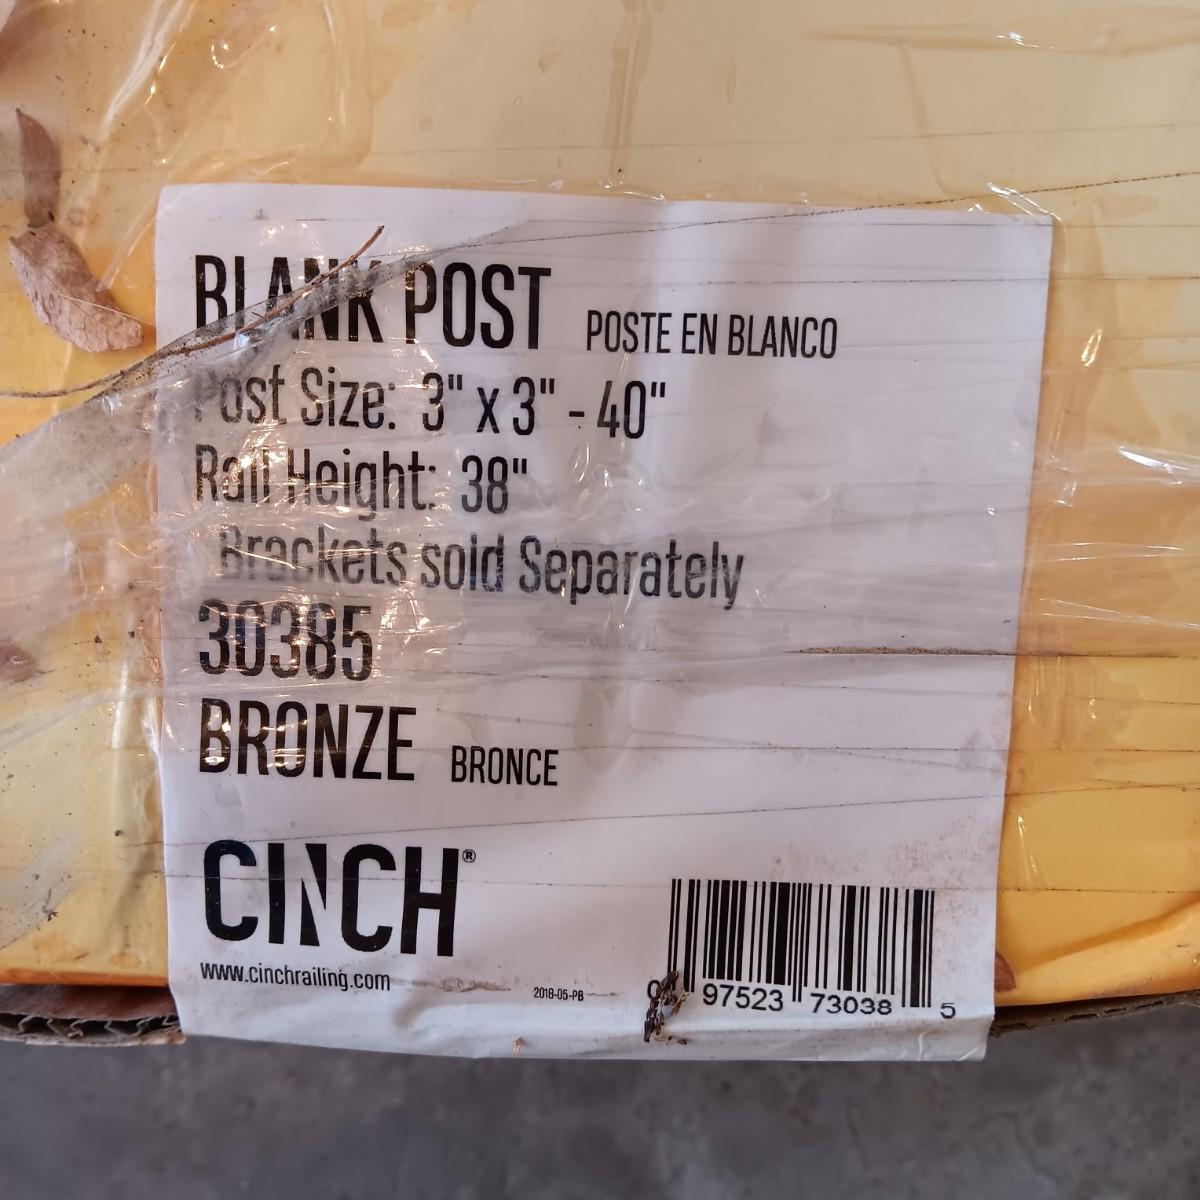 BLANK POST POSTE EN BLANCO
Post Size: 3" x 3" - 40"
Rail Height: 38"
Brackets sold Separately
30385
BRONZE BRONCE
CINCH®
www.cinchrailing.com
2018-05-PB
97523 73038 5